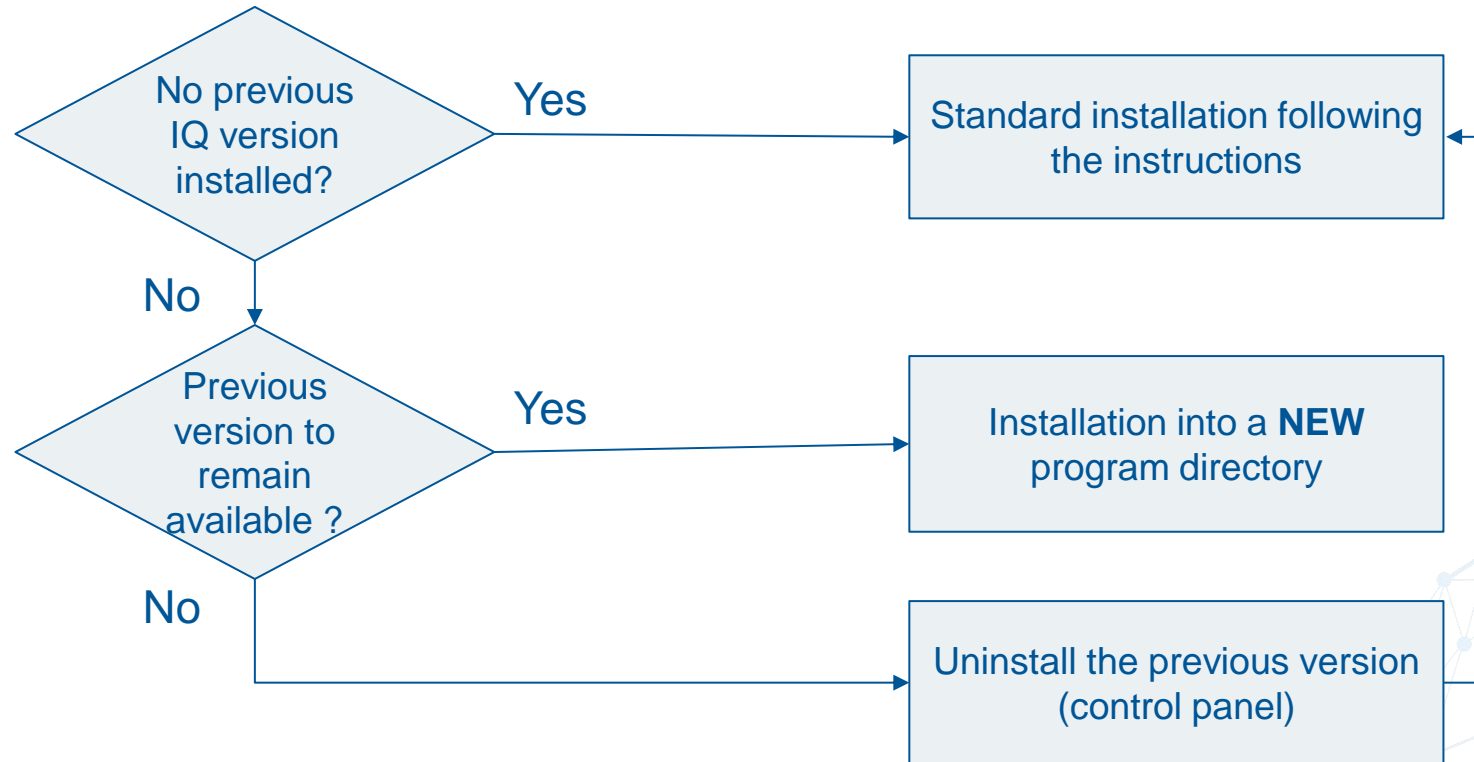 No previous
IQ version
installed?
Yes
Standard installation following
the instructions
No
Previous
version to
remain
available ?
Yes
Installation into a NEW
program directory
No
Uninstall the previous version
(control panel)